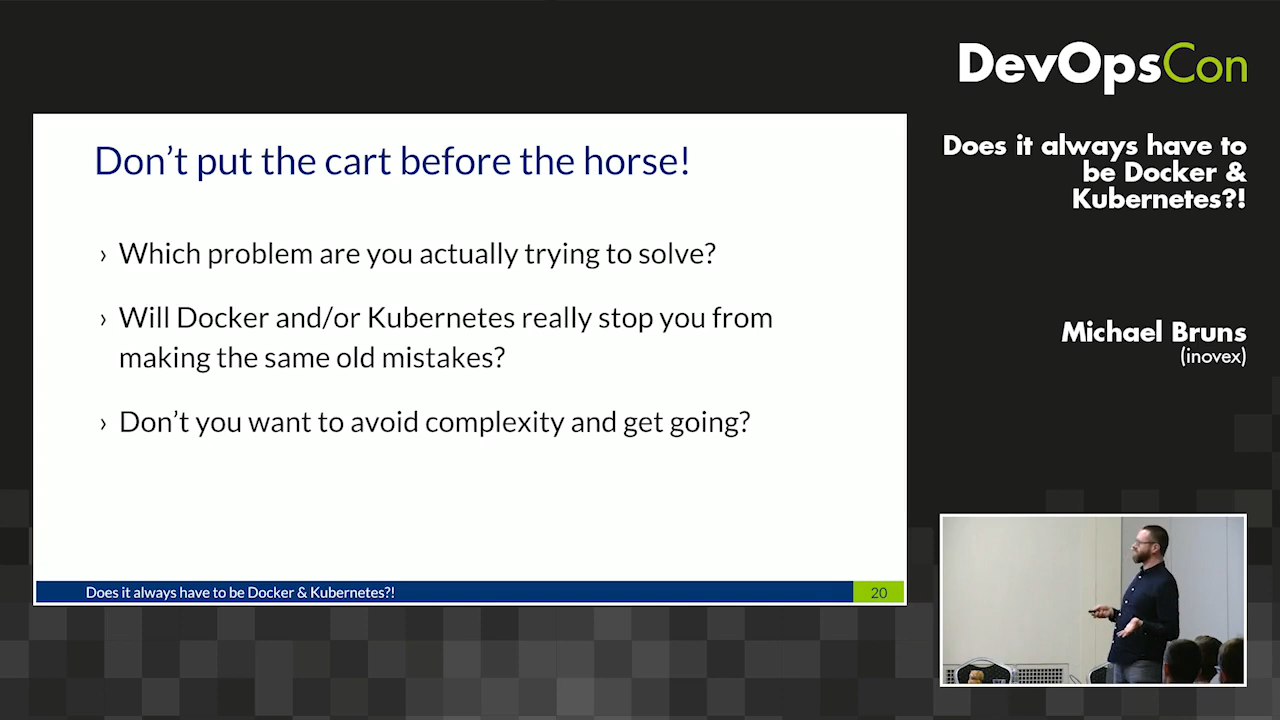 DevOpsCon
Does it always have to
be Docker &
Kubernetes?!
Michael Bruns
(inovex)
Don't put the cart before the horse!
› Which problem are you actually trying to solve?
› Will Docker and/or Kubernetes really stop you from
making the same old mistakes?
› Don't you want to avoid complexity and get going?
Does it always have to be Docker & Kubernetes?!
20